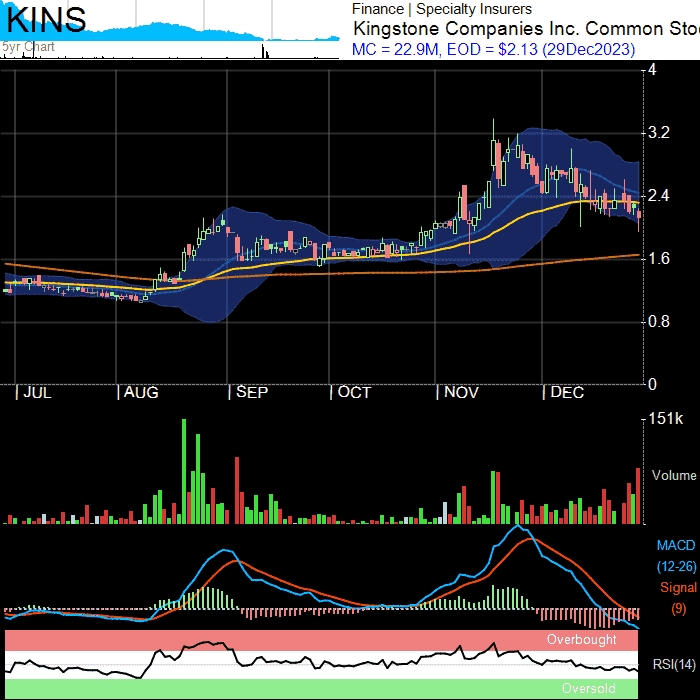 KINS
5yr Chart
Finance | Specialty Insurers
Kingstone Companies Inc. Common Sto
MC = 22.9M, EOD = $2.13 (29Dec2023)
4
3.2
2.4
1.6
0.8
0
JUL AUG SEP OCT NOV DEC
151k
Volume
MACD
(12-26)
Signal
(9)
Overbought
RSI(14)
Oversold